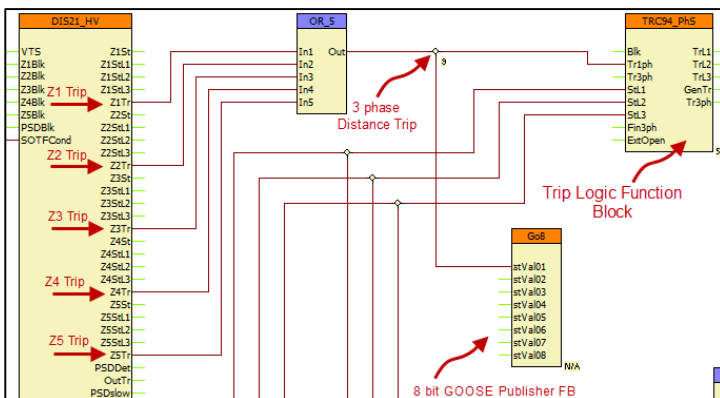 DIS21_HV
VTS
Z1Blk
Z2Blk
Z3Blk
Z4Blk
Z5Blk
PSDBlk
SOTFCond
Z1St
Z1StL1
Z1StL2
Z1StL3
Z1Tr
Z2St
Z2StL1
Z2StL2
Z2StL3
Z2Tr
Z3St
Z3StL1
Z3StL2
Z3StL3
Z3Tr
Z4St
Z4StL1
Z4StL2
Z4StL3
Z4Tr
Z5St
Z5StL1
Z5StL2
Z5StL3
Z5Tr
PSDDet
OutTr
PSDslow
Z1 Trip
Z2 Trip
Z3 Trip
Z4 Trip
Z5 Trip
OR_5
In1
In2
In3
In4
In5
Out
9
3 phase
Distance Trip
TRC94_PhS
Blk
Tr1ph
Tr3ph
StL1
StL2
StL3
Fin3ph
ExtOpen
TrL1
TrL2
TrL3
GenTr
Tr3ph
5
Trip Logic Function
Block
Go8
stVal01
stVal02
stVal03
stVal04
stVal05
stVal06
stVal07
stVal08
N/A
8 bit GOOSE Publisher FB